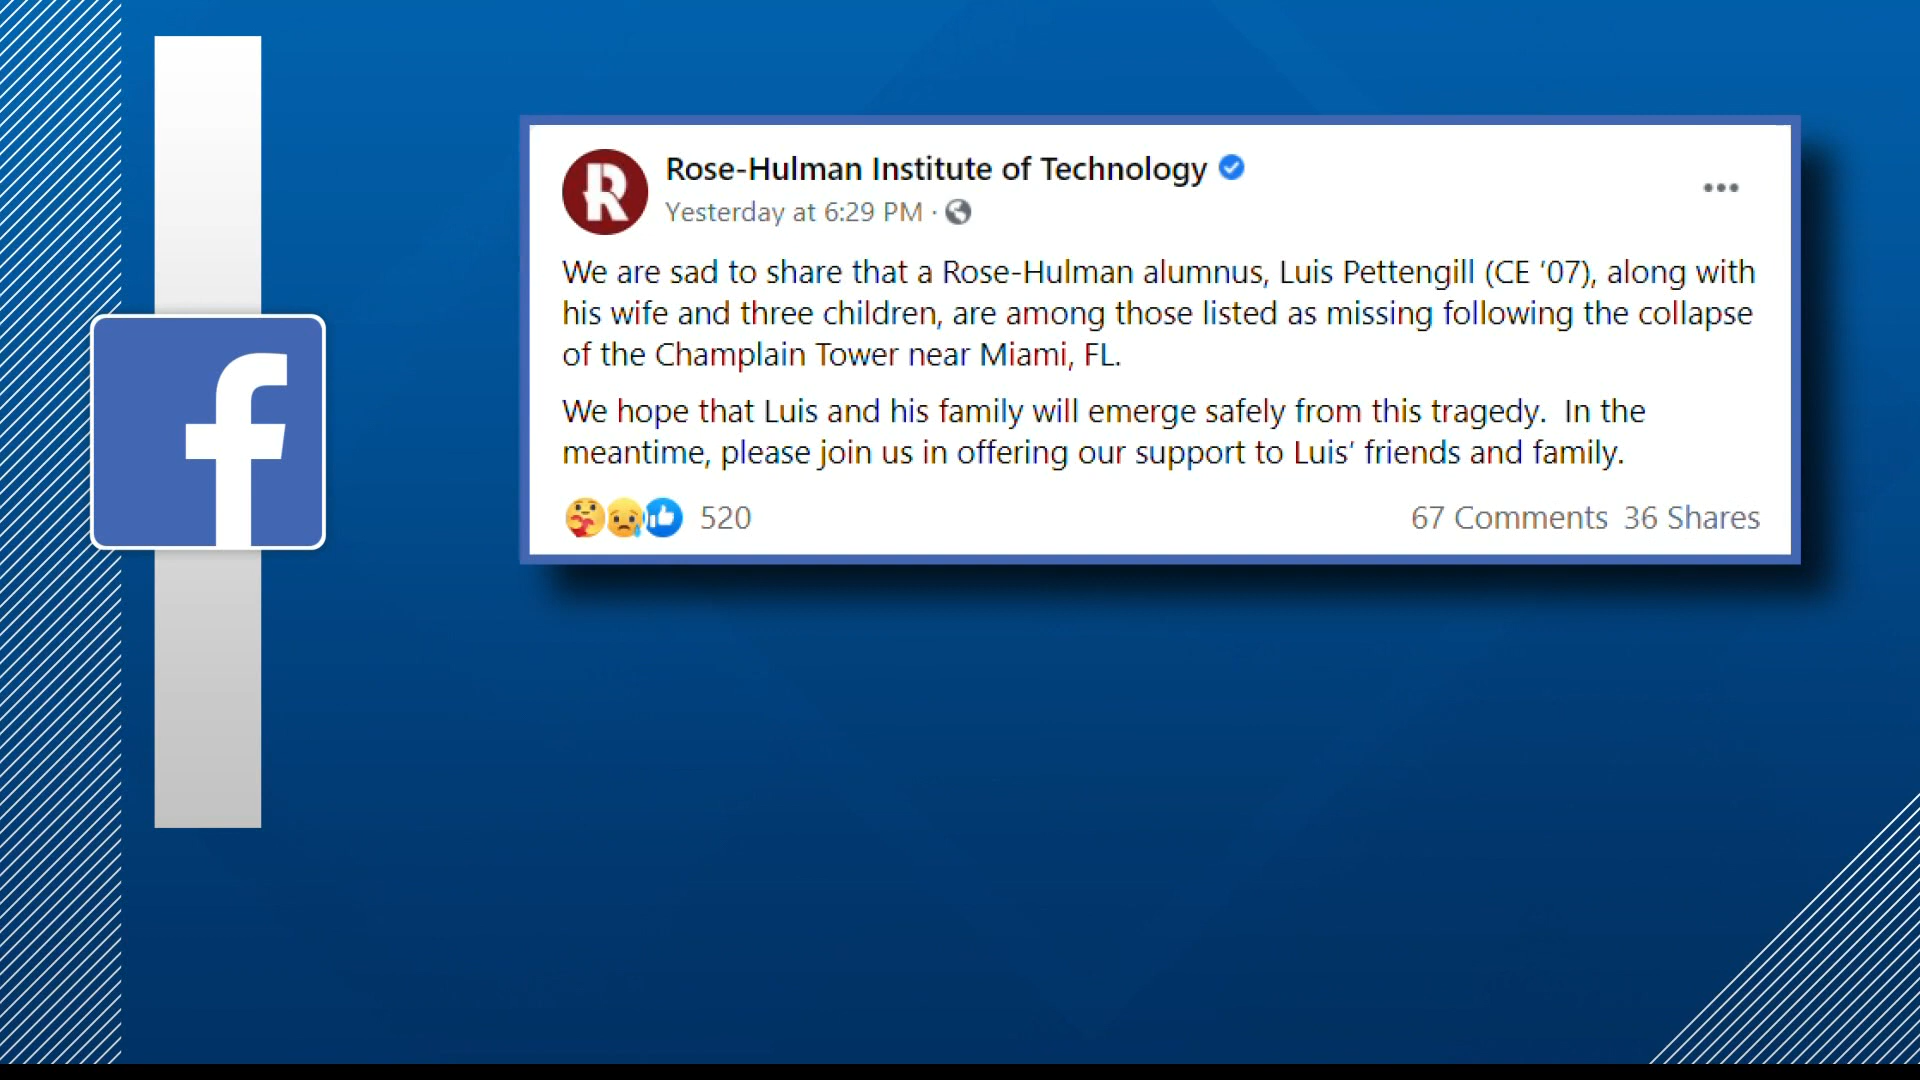 Rose-Hulman Institute of Technology
Yesterday at 6:29 PM ·
We are sad to share that a Rose-Hulman alumnus, Luis Pettengill (CE ’07), along with
his wife and three children, are among those listed as missing following the collapse
of the Champlain Tower near Miami, FL.
We hope that Luis and his family will emerge safely from this tragedy.  In the
meantime, please join us in offering our support to Luis’ friends and family.
520
67 Comments 36 Shares